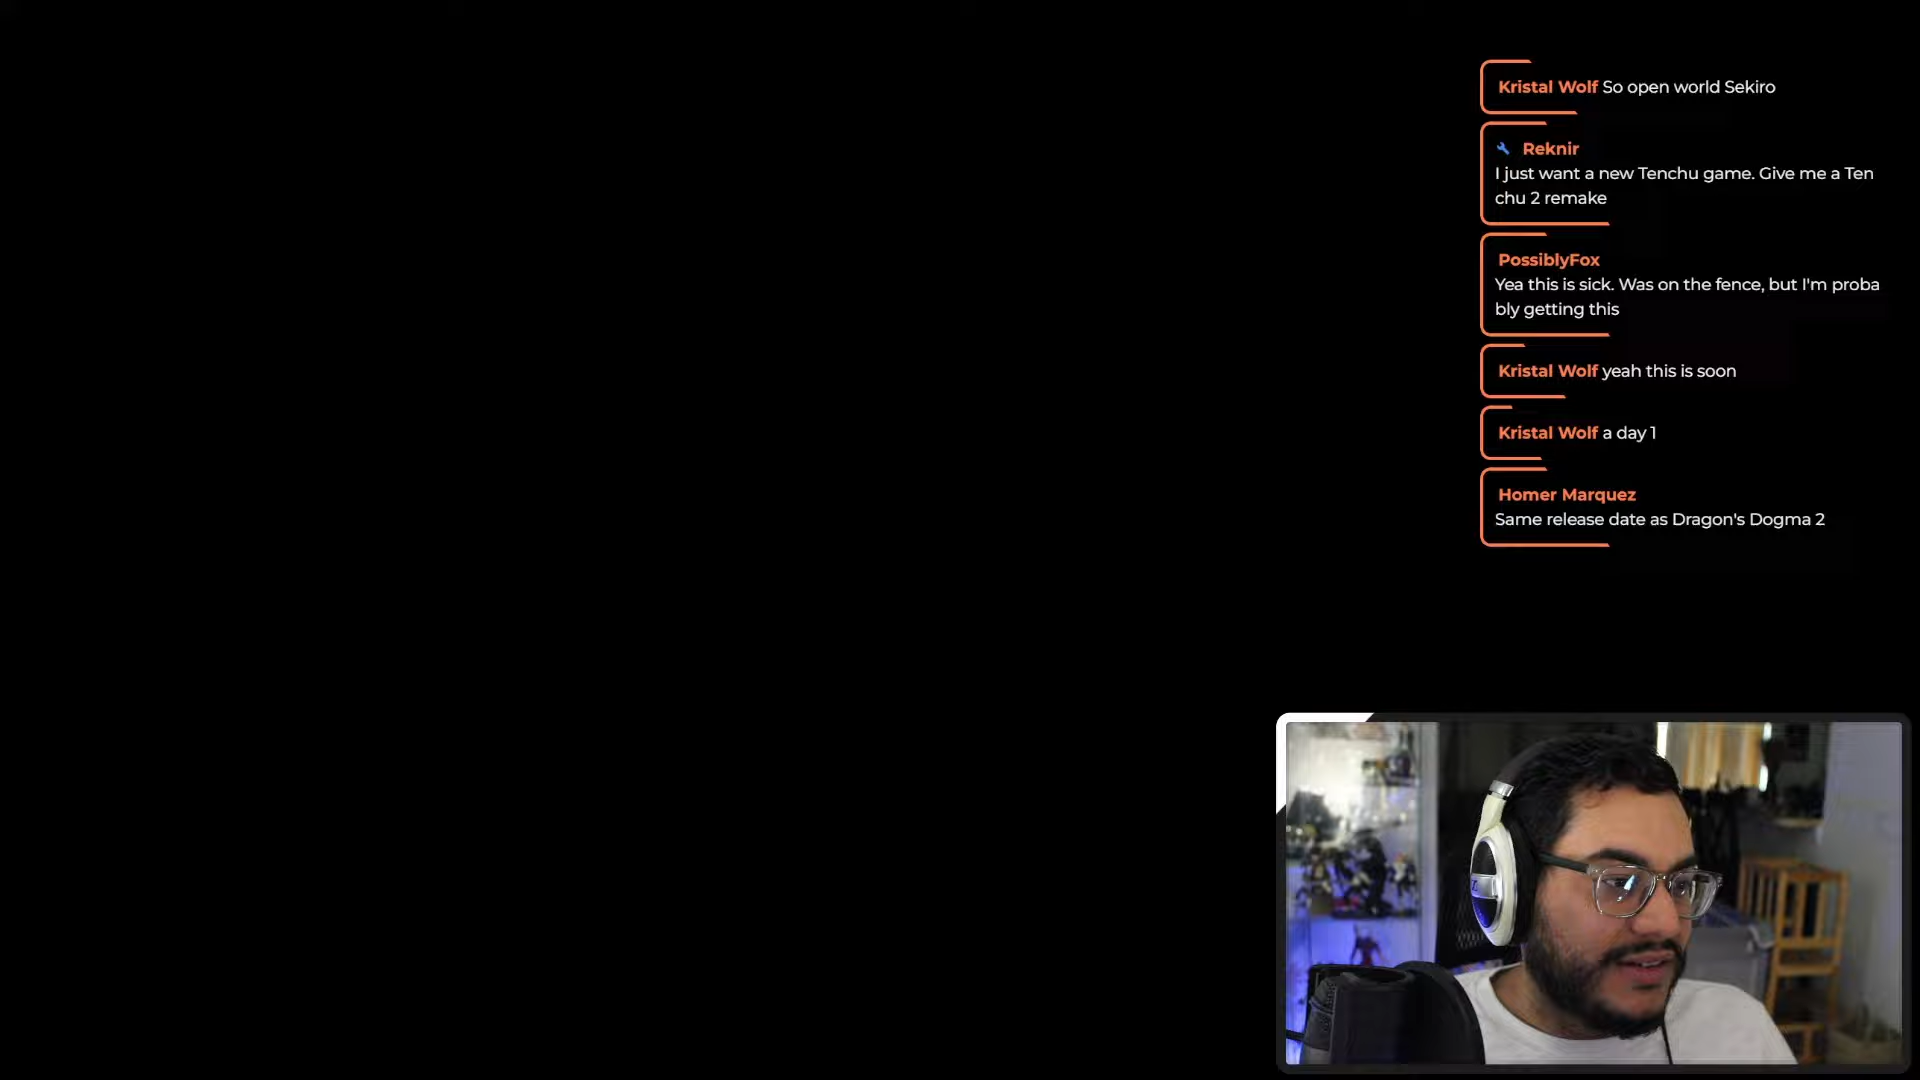 Kristal Wolf So open world Sekiro
Reknir
I just want a new Tenchu game. Give me a Ten
chu 2 remake
PossiblyFox
Yea this is sick. Was on the fence, but I'm proba
bly getting this
Kristal Wolf yeah this is soon
Kristal Wolf a day 1
Homer Marquez
Same release date as Dragon's Dogma 2